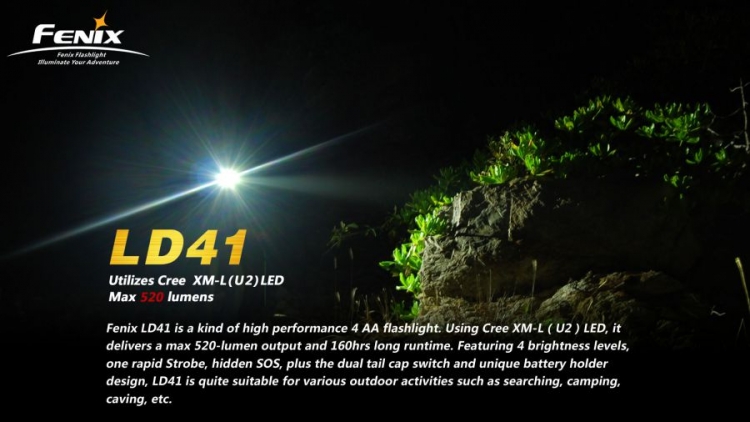 FENIX
Fenix Flashlight
Illuminate Your Adventure
LD41
Utilizes Cree XM-L(U2)LED
Max 520 lumens
Fenix LD41 is a kind of high performance 4 AA flashlight. Using Cree XM-L ( U2 ) LED, it
delivers a max 520-lumen output and 160hrs long runtime. Featuring 4 brightness levels,
one rapid Strobe, hidden SOS, plus the dual tail cap switch and unique battery holder
design, LD41 is quite suitable for various outdoor activities such as searching, camping,
caving, etc.